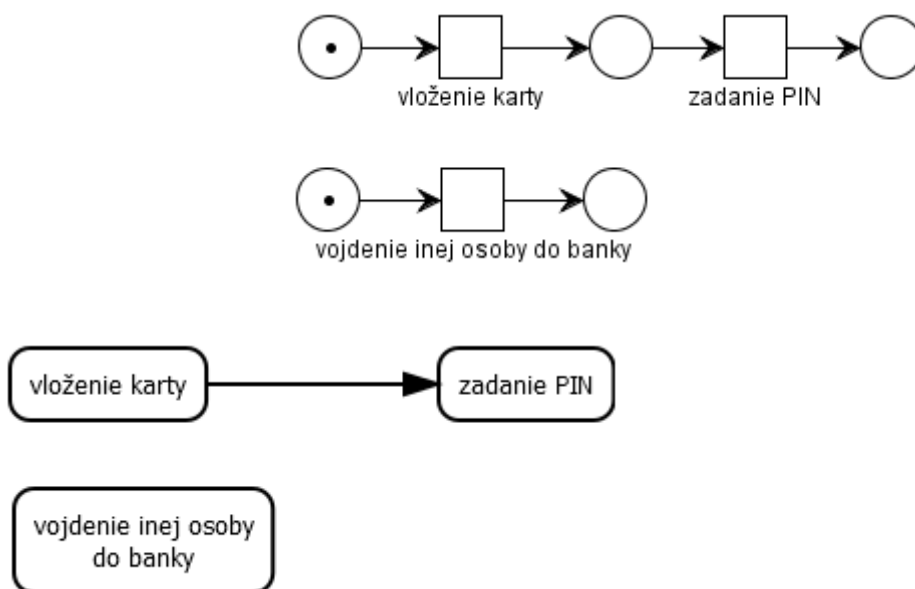 vloženie karty
zadanie PIN
vojdenie inej osoby do banky
vloženie karty
zadanie PIN
vojdenie inej osoby
do banky